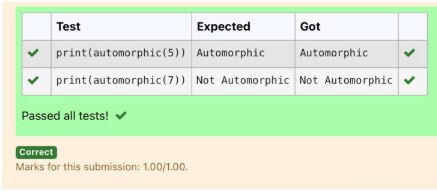 Test Expected Got
print(automorphic(5)) Automorphic Automorphic
print(automorphic(7)) Not Automorphic Not Automorphic
Passed all tests!
Correct
Marks for this submission: 1.00/1.00.